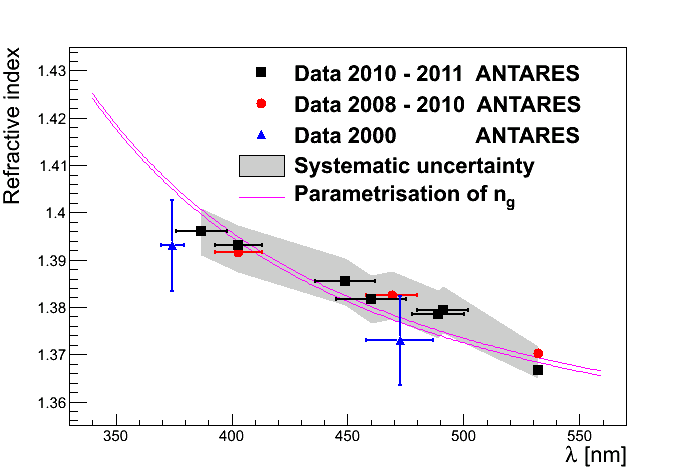 Refractive index
1.43
1.42
1.41
1.4
1.39
1.38
1.37
1.36
Data 2010 - 2011 ANTARES
Data 2008 - 2010 ANTARES
Data 2000 ANTARES
Systematic uncertainty
Parametrisation of ng
350 400 450 500 550
λ [nm]